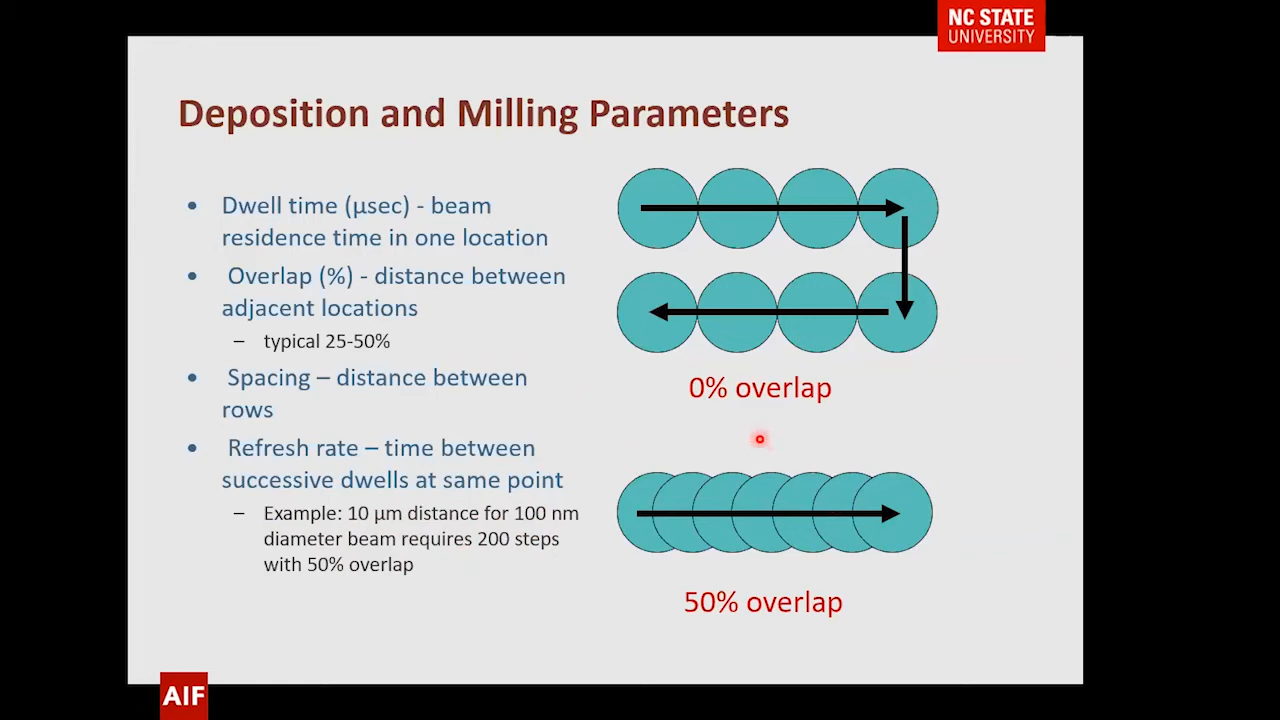 NC STATE
UNIVERSITY
Deposition and Milling Parameters
• Dwell time (µsec) - beam
residence time in one location
• Overlap (%) - distance between
adjacent locations
– typical 25-50%
• Spacing – distance between
rows
• Refresh rate – time between
successive dwells at same point
– Example: 10 µm distance for 100 nm
diameter beam requires 200 steps
with 50% overlap
0% overlap
50% overlap
AIF